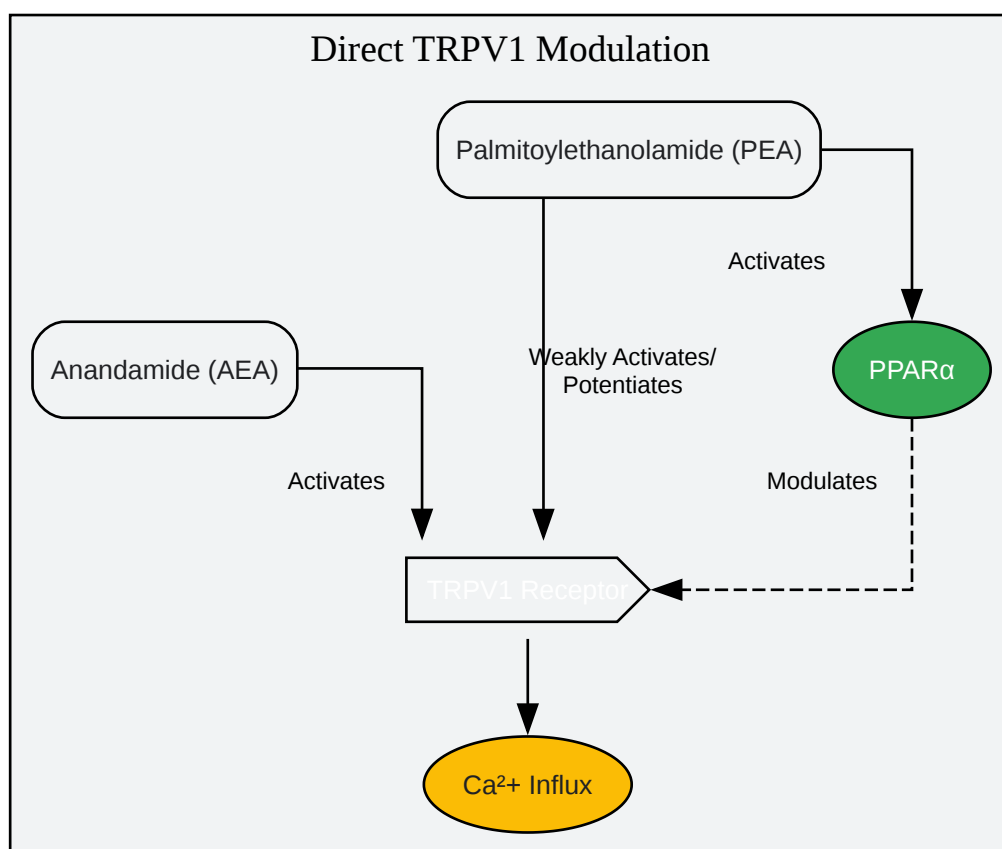 Direct TRPV1 Modulation
Palmitoylethanolamide (PEA)
Activates
Anandamide (AEA)
Weakly Activates/
Potentiates
PPARα
Activates
Modulates
TRPV1 Receptor
Ca²+ Influx